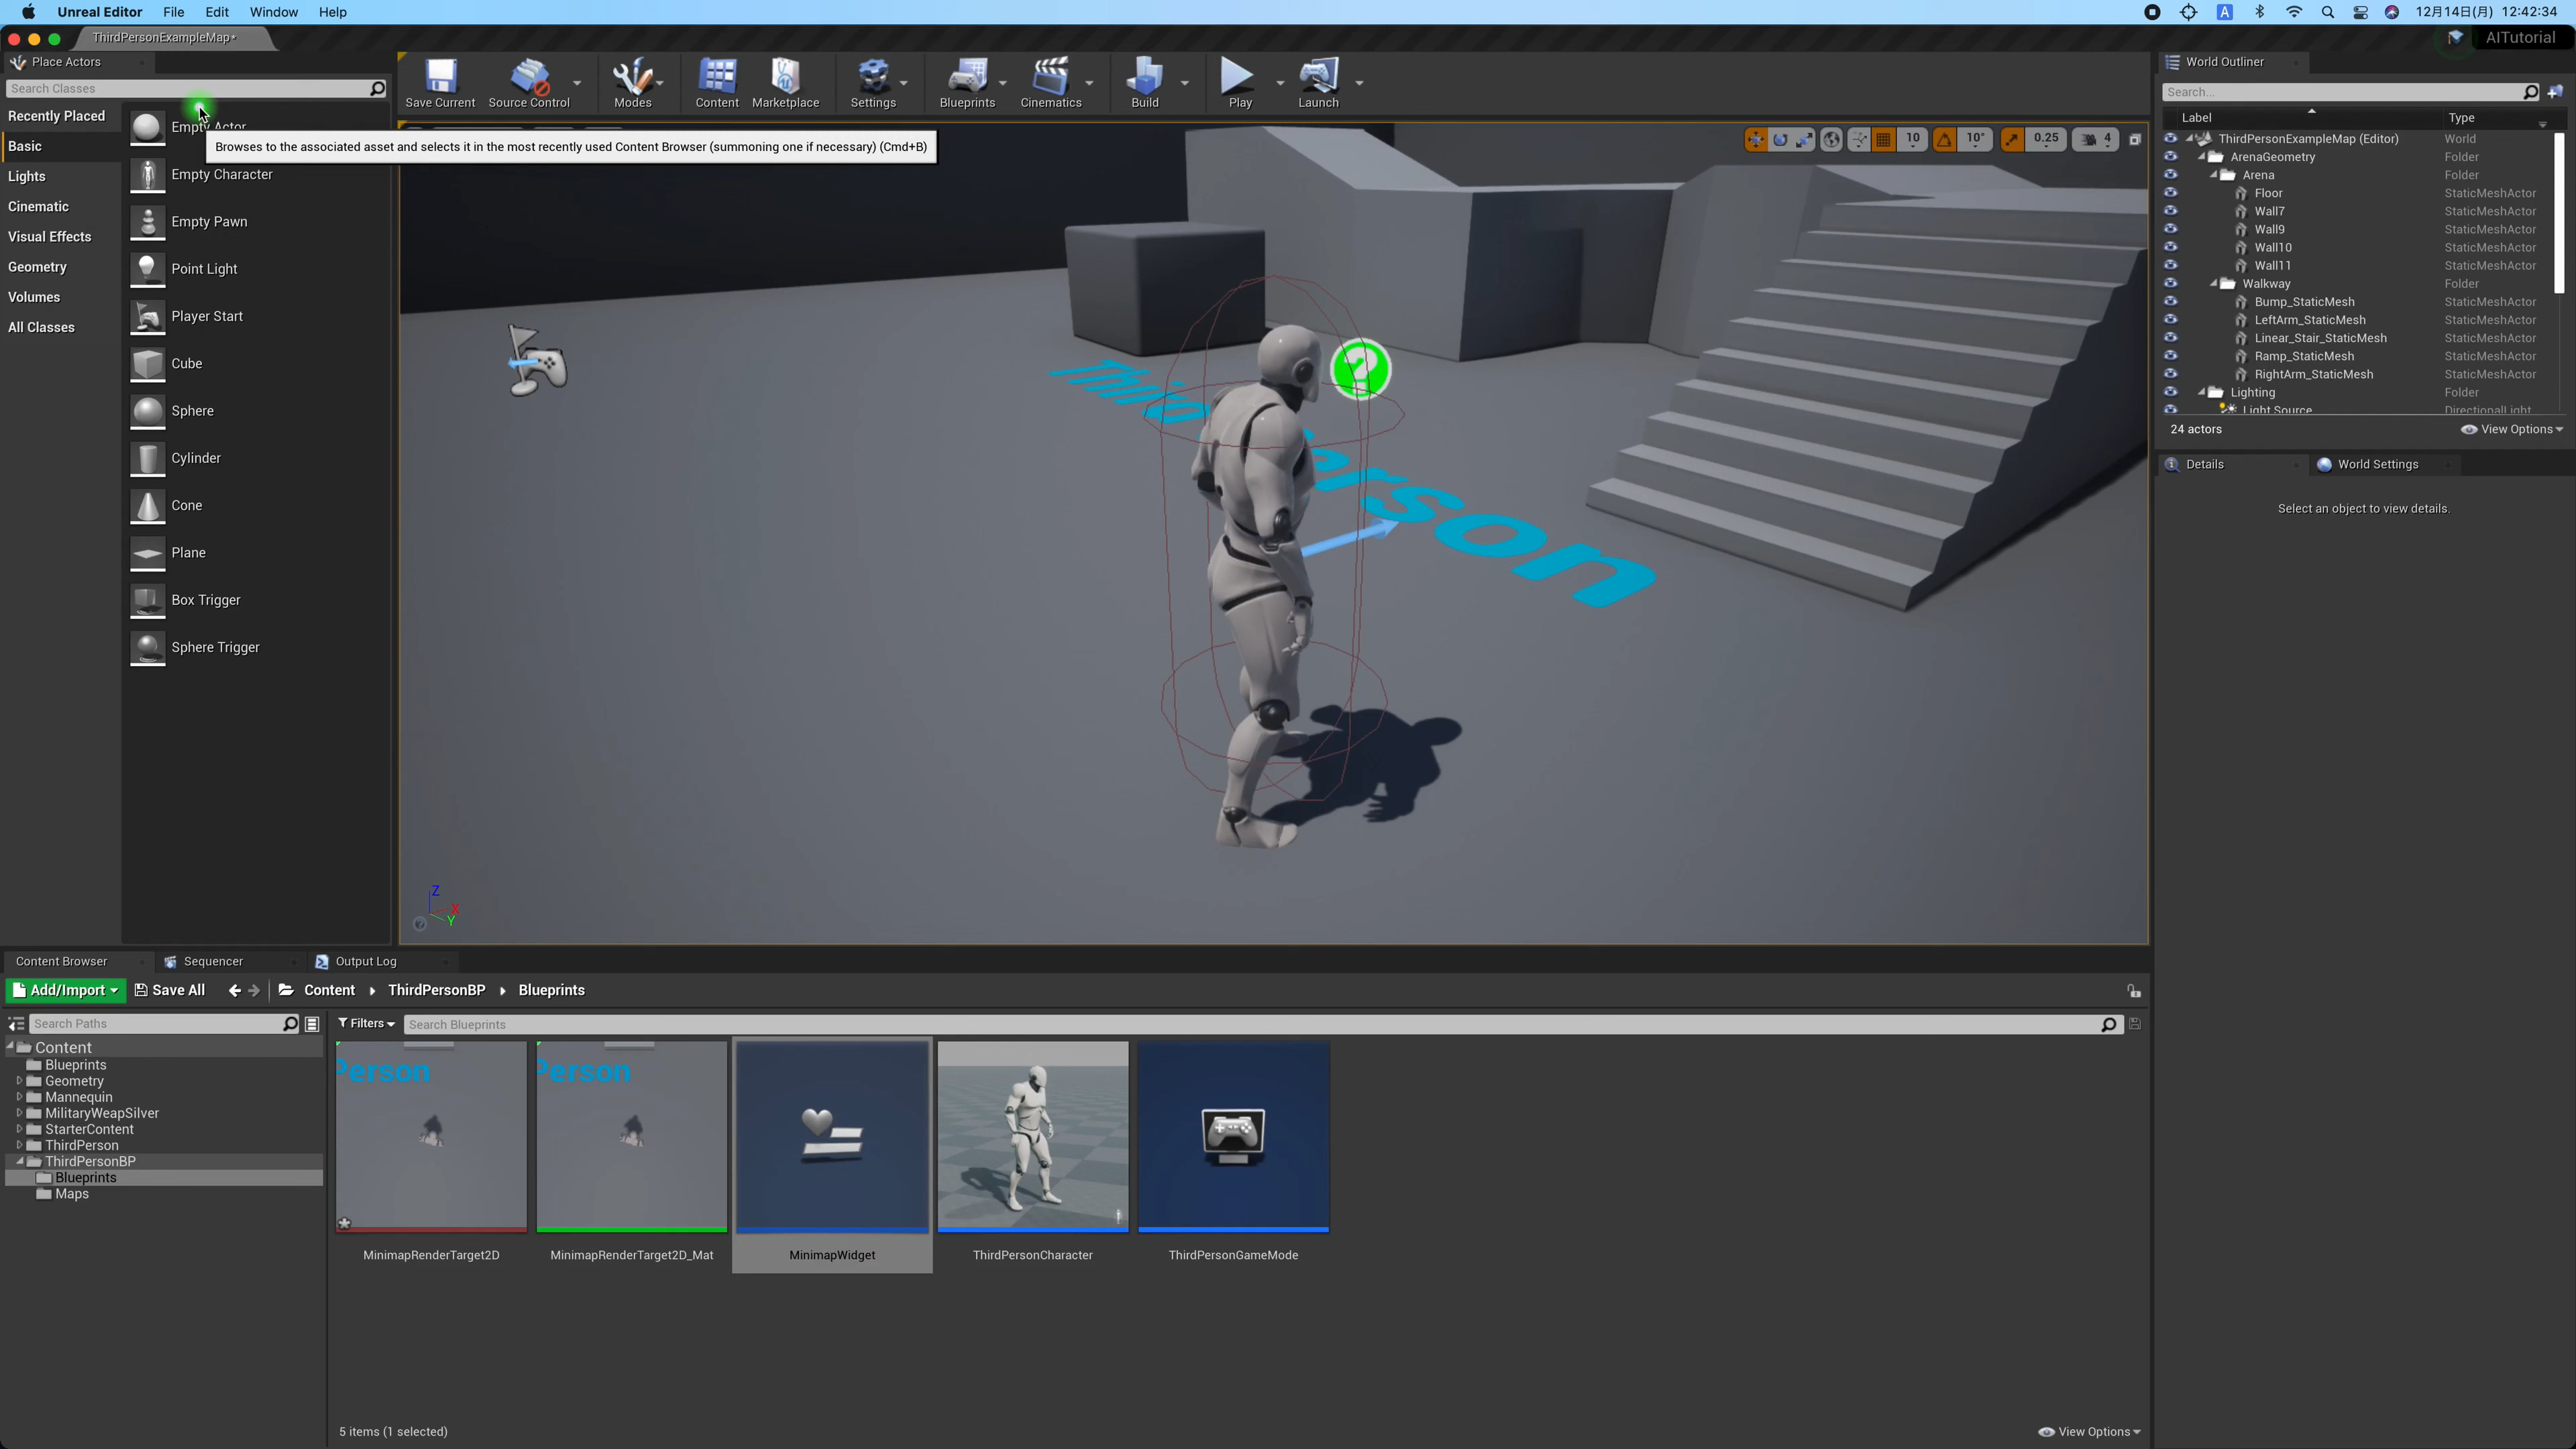 Unreal Editor File Edit Window Help
A 12月14日(月) 12:42:34
ThirdPersonExampleMap*
AITutorial
Place Actors
Search Classes
Recently Placed
Basic
Lights
Cinematic
Visual Effects
Geometry
Volumes
All Classes
Empty Actor
Empty Character
Empty Pawn
Point Light
Player Start
Cube
Sphere
Cylinder
Cone
Plane
Box Trigger
Sphere Trigger
Save Current Source Control Modes Content Marketplace Settings Blueprints Cinematics Build Play Launch
Browses to the associated asset and selects it in the most recently used Content Browser (summoning one if necessary) (Cmd+B)
10 10° 0.25 4
Z
X
Y
World Outliner
Search...
Label Type
ThirdPersonExampleMap (Editor) World
ArenaGeometry Folder
Arena Folder
Floor StaticMeshActor
Wall7 StaticMeshActor
Wall9 StaticMeshActor
Wall10 StaticMeshActor
Wall11 StaticMeshActor
Walkway Folder
Bump_StaticMesh StaticMeshActor
LeftArm_StaticMesh StaticMeshActor
Linear_Stair_StaticMesh StaticMeshActor
Ramp_StaticMesh StaticMeshActor
RightArm_StaticMesh StaticMeshActor
Lighting Folder
Light Source DirectionalLight
24 actors View Options
Details World Settings
Select an object to view details.
Content Browser Sequencer Output Log
Add/Import Save All Content ThirdPersonBP Blueprints
Search Paths
Filters Search Blueprints
Content
Blueprints
Geometry
Mannequin
MilitaryWeapSilver
StarterContent
ThirdPerson
ThirdPersonBP
Blueprints
Maps
Person Person
MinimapRenderTarget2D MinimapRenderTarget2D_Mat MinimapWidget ThirdPersonCharacter ThirdPersonGameMode
5 items (1 selected) View Options